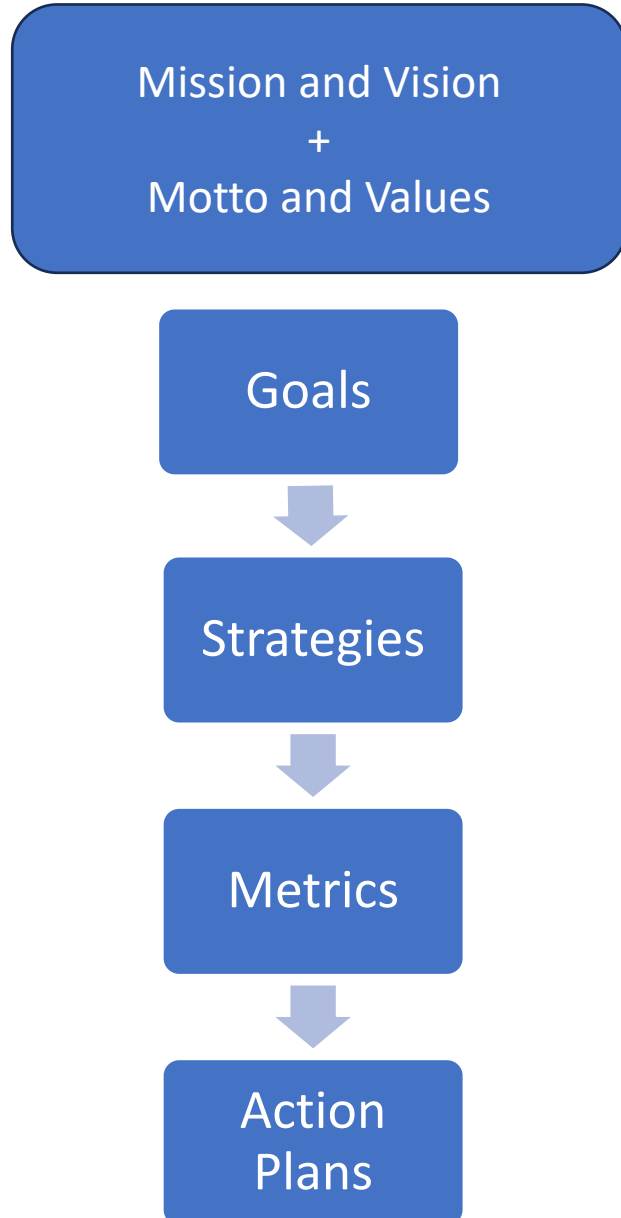 Mission and Vision
+
Motto and Values
Goals
Strategies
Metrics
Action
Plans